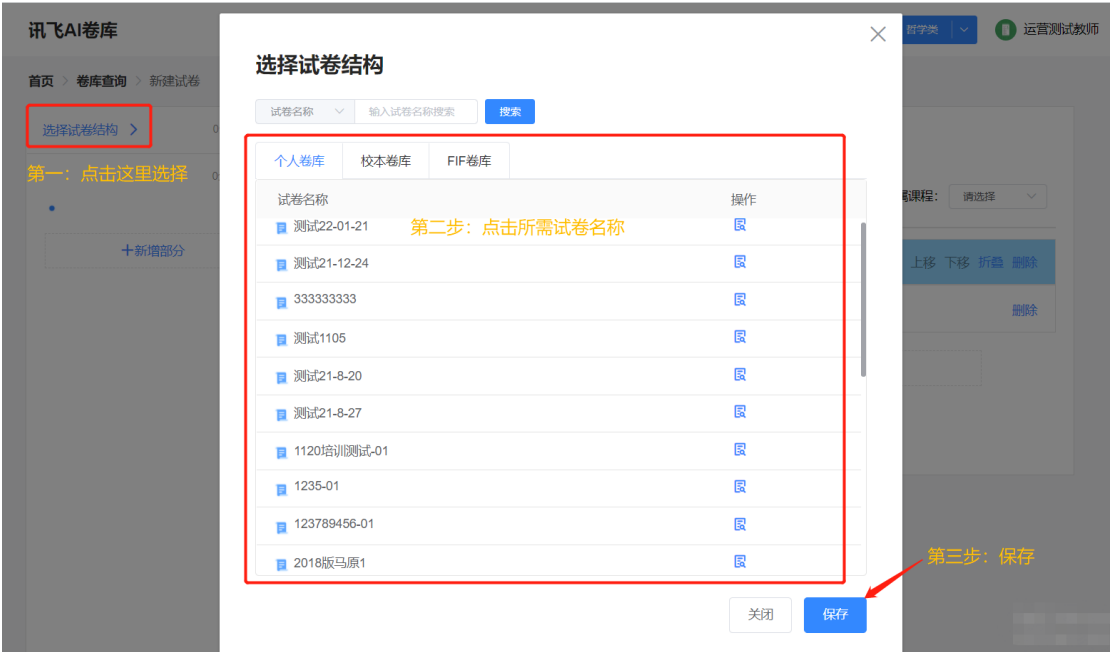 讯飞AI卷库
哲学类
运营测试教师
首页 > 卷库查询 > 新建试卷
选择试卷结构 >
第一：点击这里选择
+新增部分
选择试卷结构
试卷名称
输入试卷名称搜索
搜索
个人卷库 校本卷库 FIF卷库
试卷名称 操作
测试22-01-21
第二步：点击所需试卷名称
测试21-12-24
333333333
测试1105
测试21-8-20
测试21-8-27
1120培训测试-01
1235-01
123789456-01
2018版马原1
属课程： 请选择
上移 下移 折叠 删除
删除
第三步：保存
关闭 保存